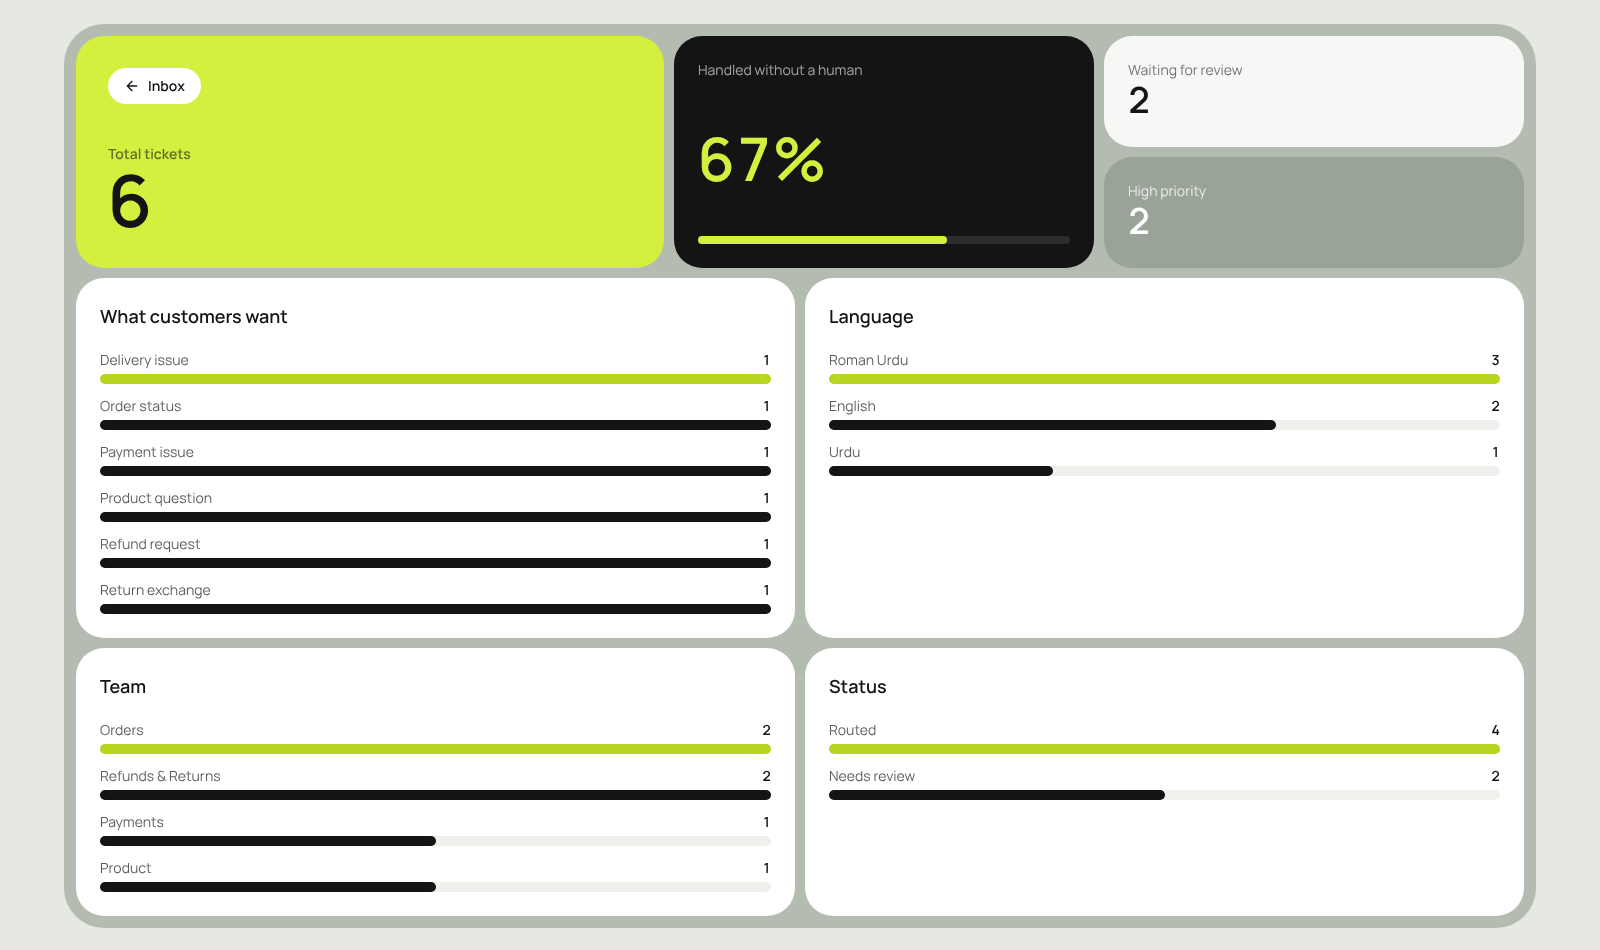 Inbox
Total tickets
6
Handled without a human
67%
Waiting for review
2
High priority
2
What customers want
Delivery issue 1
Order status 1
Payment issue 1
Product question 1
Refund request 1
Return exchange 1
Language
Roman Urdu 3
English 2
Urdu 1
Team
Orders 2
Refunds & Returns 2
Payments 1
Product 1
Status
Routed 4
Needs review 2